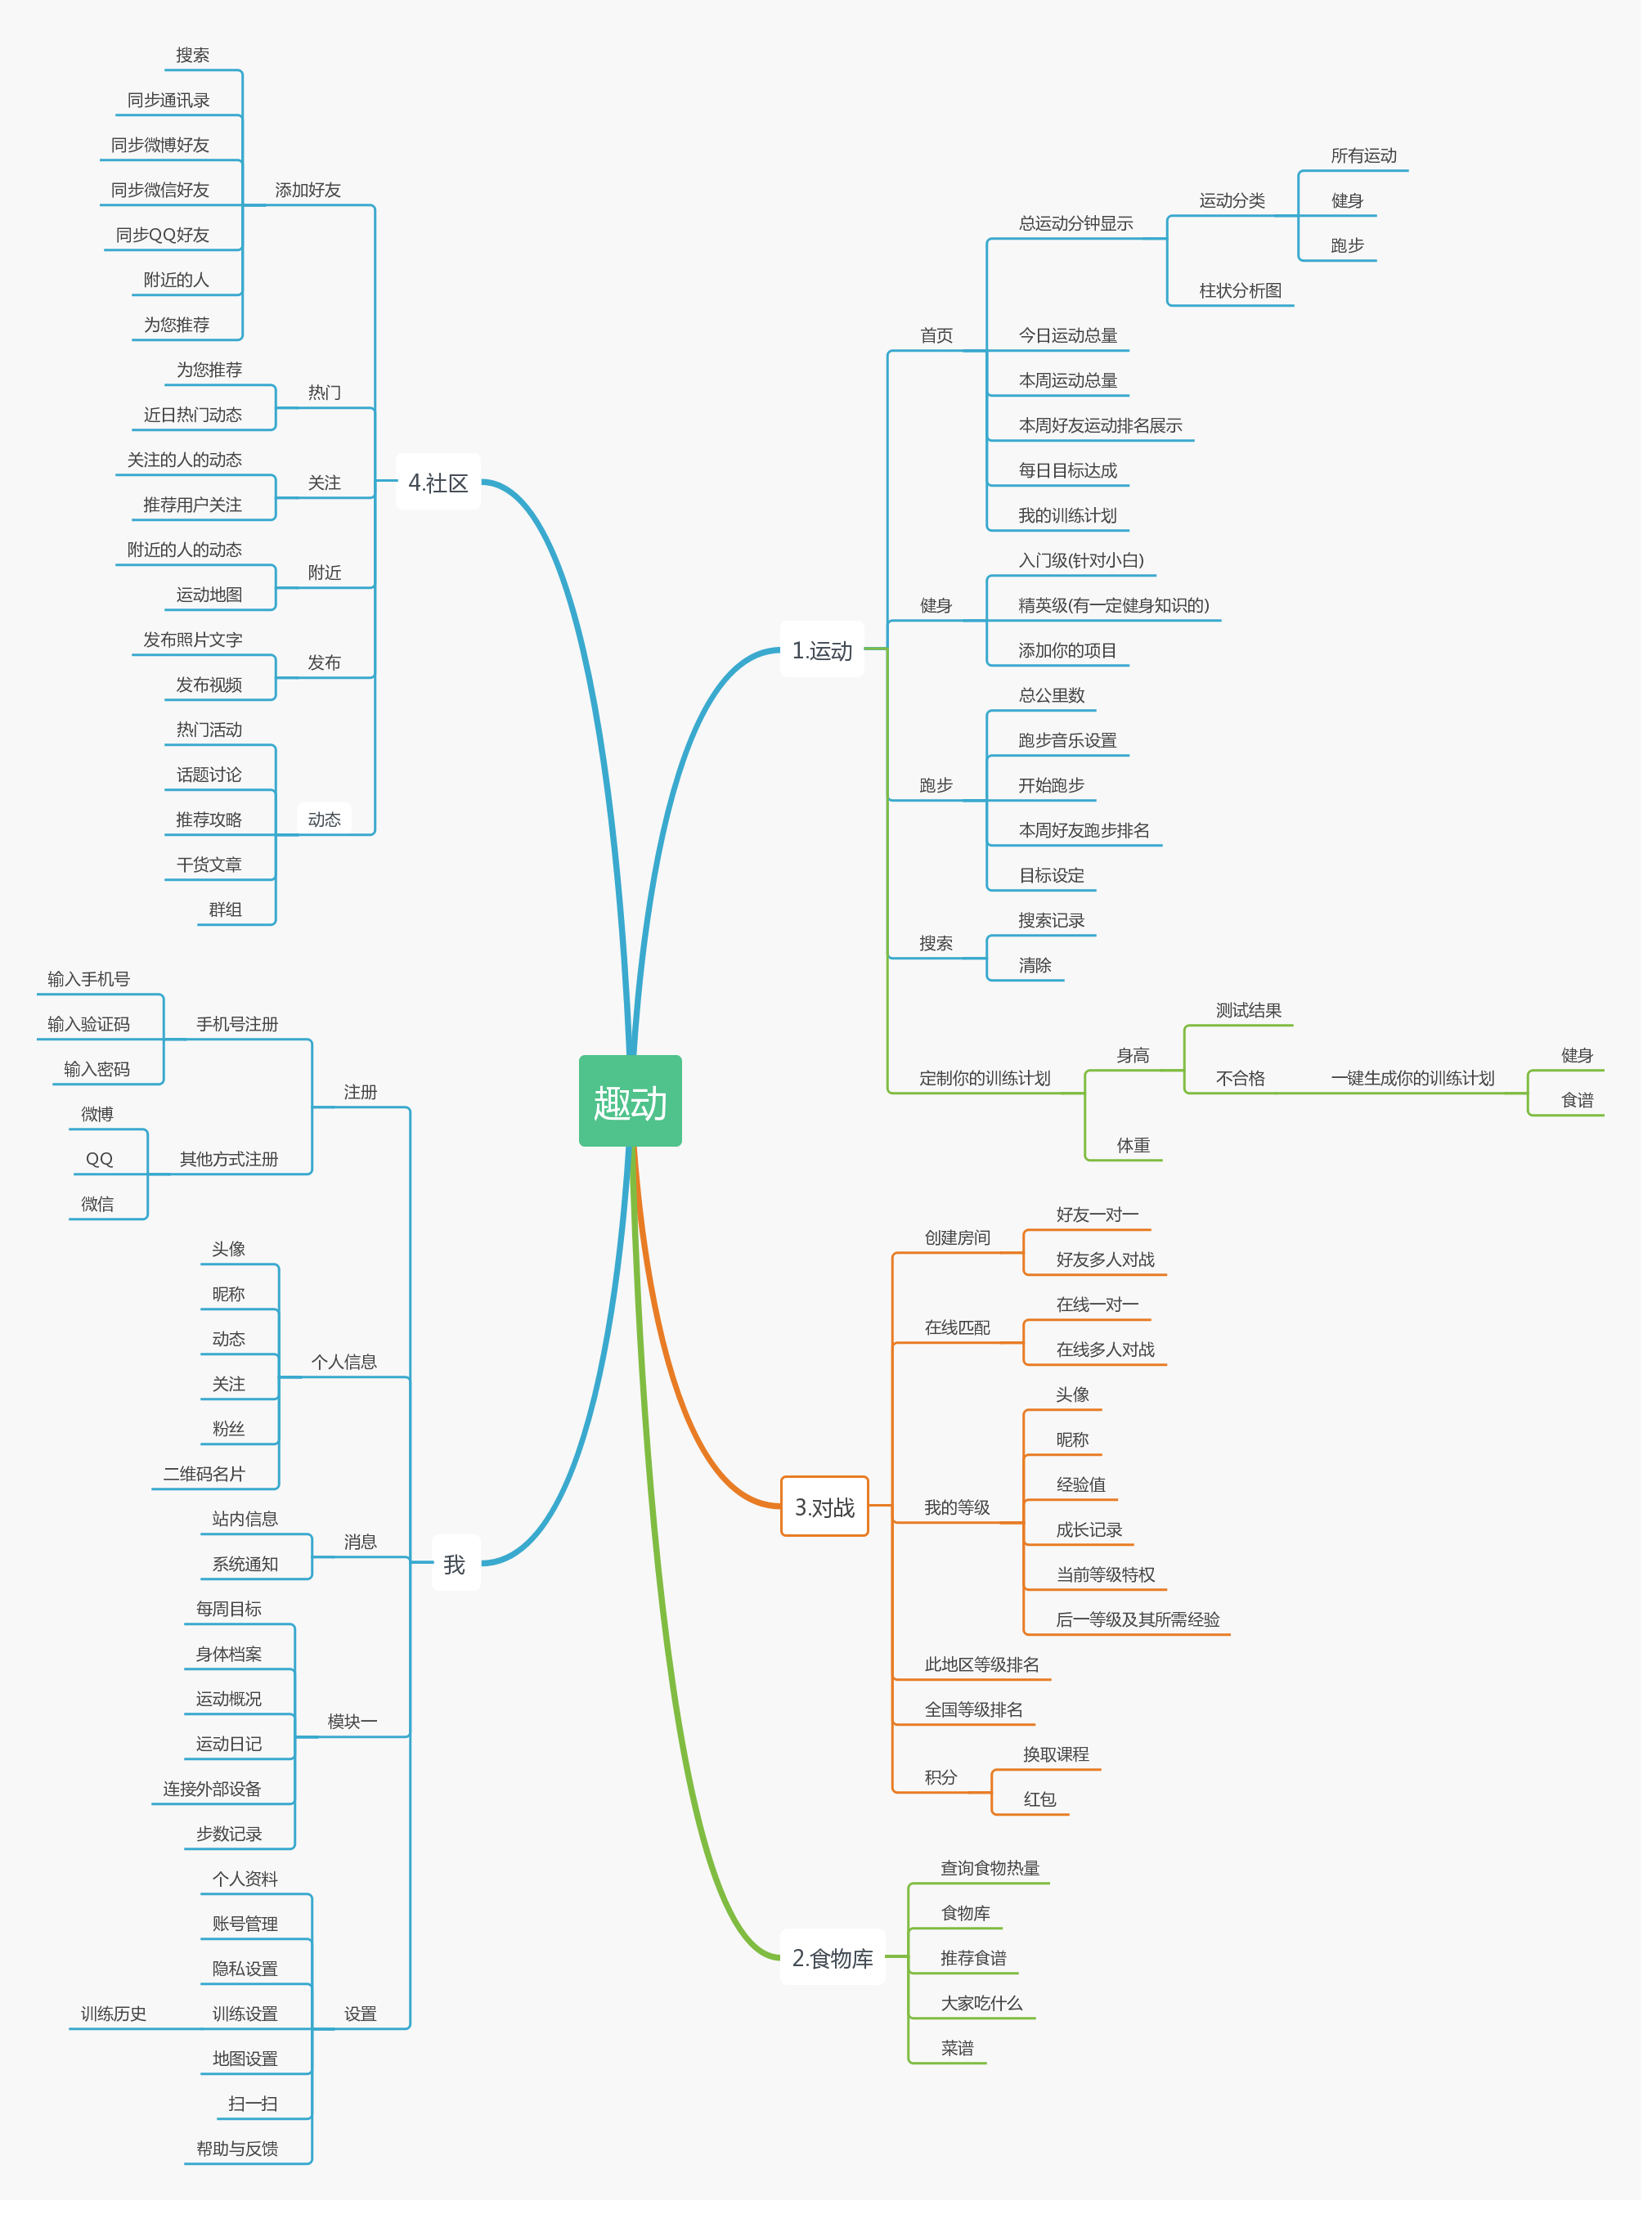 趣动
1.运动
首页
总运动分钟显示
运动分类
所有运动
健身
跑步
柱状分析图
今日运动总量
本周运动总量
本周好友运动排名展示
每日目标达成
我的训练计划
健身
入门级(针对小白)
精英级(有一定健身知识的)
添加你的项目
跑步
总公里数
跑步音乐设置
开始跑步
本周好友跑步排名
目标设定
搜索
搜索记录
清除
定制你的训练计划
身高
测试结果
不合格
一键生成你的训练计划
健身
食谱
体重
3.对战
创建房间
好友一对一
好友多人对战
在线匹配
在线一对一
在线多人对战
我的等级
头像
昵称
经验值
成长记录
当前等级特权
后一等级及其所需经验
此地区等级排名
全国等级排名
积分
换取课程
红包
2.食物库
查询食物热量
食物库
推荐食谱
大家吃什么
菜谱
4.社区
添加好友
搜索
同步通讯录
同步微博好友
同步微信好友
同步QQ好友
附近的人
为您推荐
热门
为您推荐
近日热门动态
关注
关注的人的动态
推荐用户关注
附近
附近的人的动态
运动地图
发布
发布照片文字
发布视频
动态
热门活动
话题讨论
推荐攻略
干货文章
群组
我
注册
手机号注册
输入手机号
输入验证码
输入密码
其他方式注册
微博
QQ
微信
个人信息
头像
昵称
动态
关注
粉丝
二维码名片
消息
站内信息
系统通知
模块一
每周目标
身体档案
运动概况
运动日记
连接外部设备
步数记录
设置
个人资料
账号管理
隐私设置
训练设置
训练历史
地图设置
扫一扫
帮助与反馈